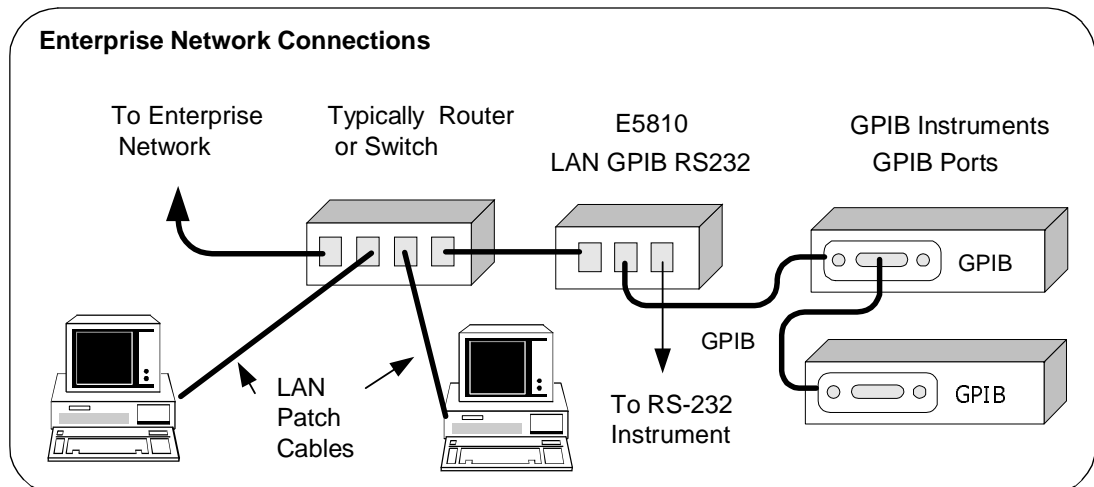 Enterprise Network Connections
To Enterprise
Network
Typically Router
or Switch
E5810
LAN GPIB RS232
GPIB Instruments
GPIB Ports
GPIB
GPIB
GPIB
LAN
Patch
Cables
To RS-232
Instrument